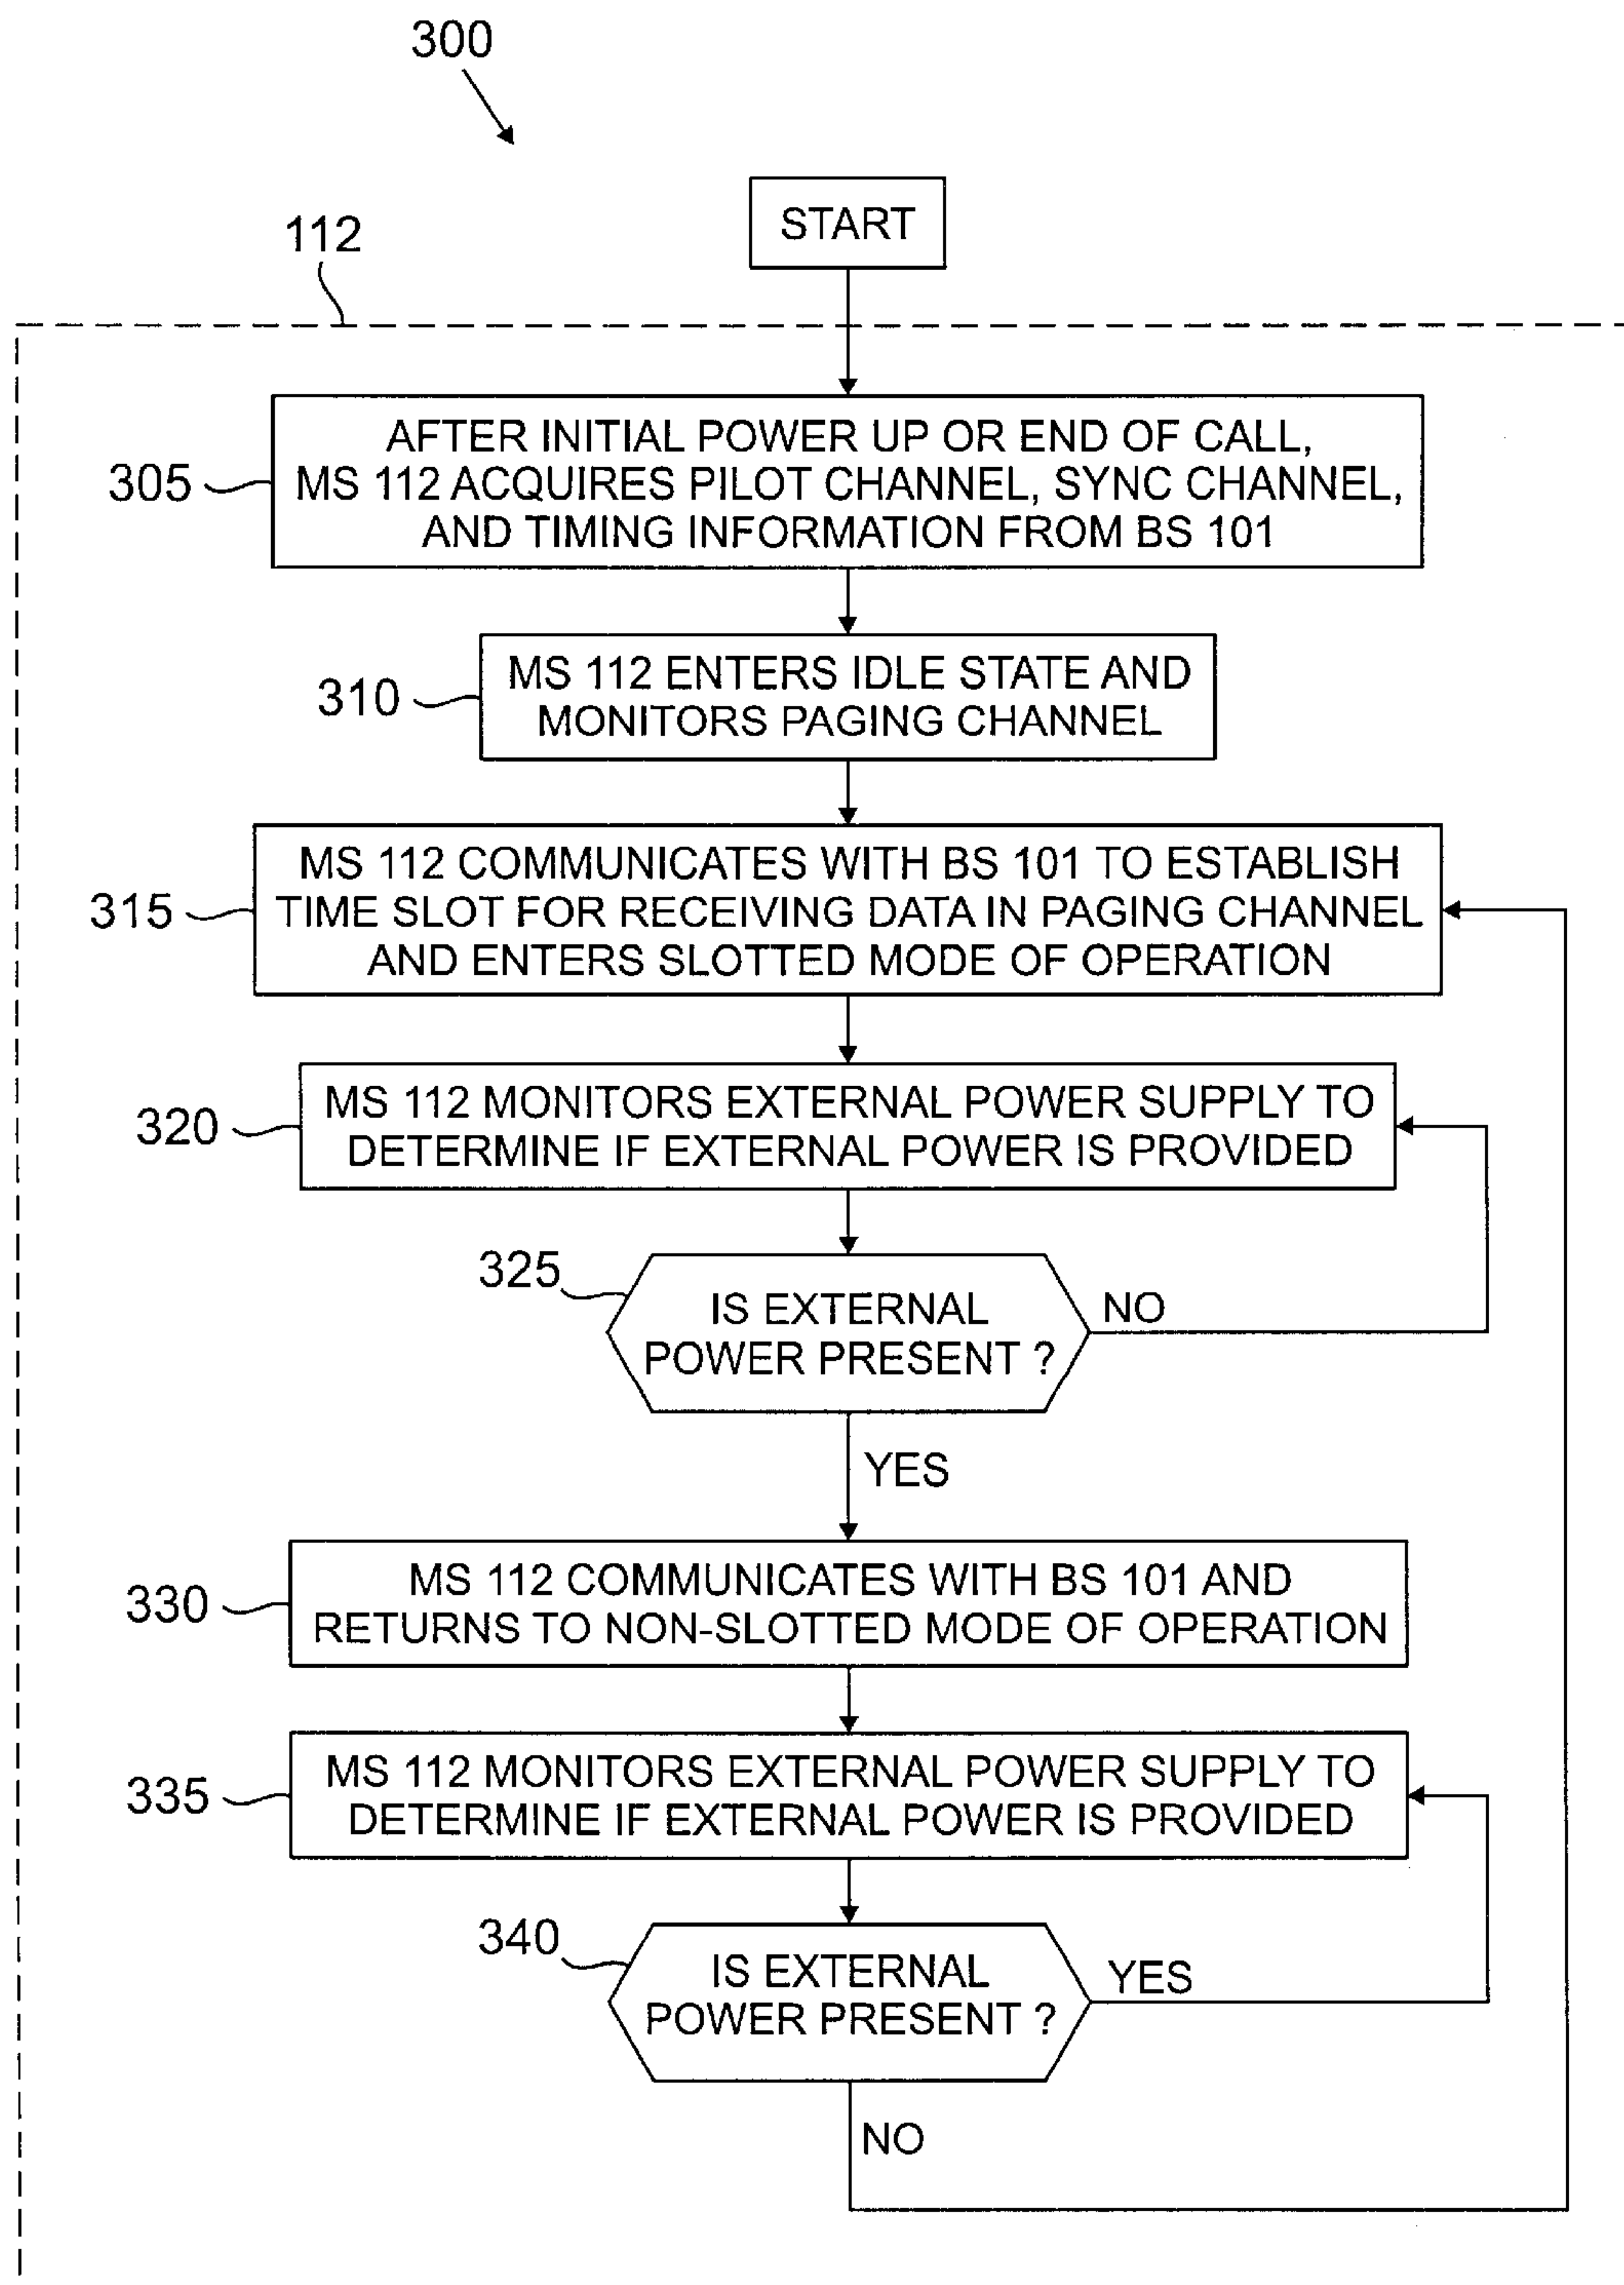 300
START
112
305
AFTER INITIAL POWER UP OR END OF CALL,
MS 112 ACQUIRES PILOT CHANNEL, SYNC CHANNEL,
AND TIMING INFORMATION FROM BS 101
310
MS 112 ENTERS IDLE STATE AND
MONITORS PAGING CHANNEL
315
MS 112 COMMUNICATES WITH BS 101 TO ESTABLISH
TIME SLOT FOR RECEIVING DATA IN PAGING CHANNEL
AND ENTERS SLOTTED MODE OF OPERATION
320
MS 112 MONITORS EXTERNAL POWER SUPPLY TO
DETERMINE IF EXTERNAL POWER IS PROVIDED
325
IS EXTERNAL
POWER PRESENT ?
NO
YES
330
MS 112 COMMUNICATES WITH BS 101 AND
RETURNS TO NON-SLOTTED MODE OF OPERATION
335
MS 112 MONITORS EXTERNAL POWER SUPPLY TO
DETERMINE IF EXTERNAL POWER IS PROVIDED
340
IS EXTERNAL
POWER PRESENT ?
YES
NO